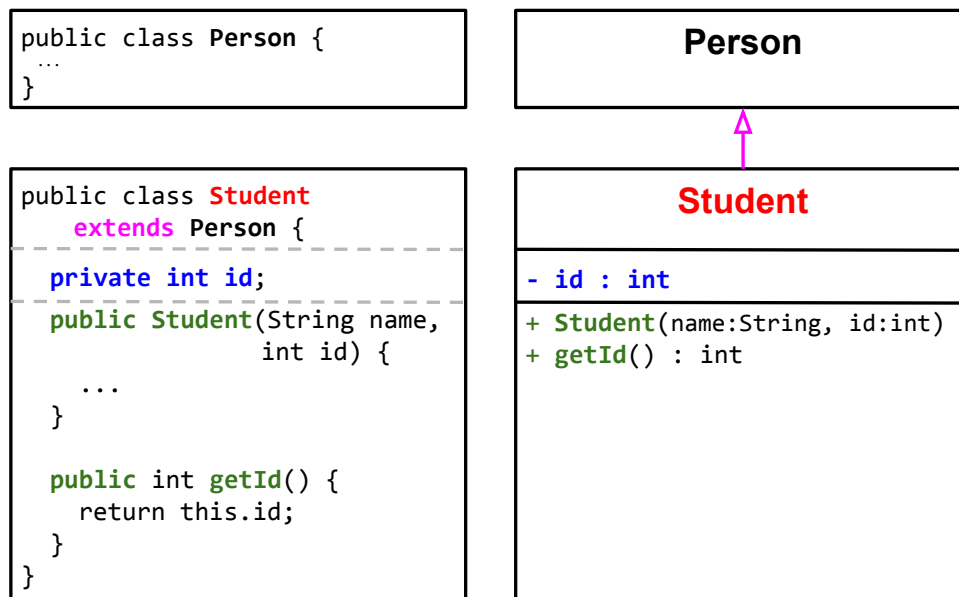 public class Person {
...
}
Person
public class Student
extends Person {
private int id;
public Student(String name,
int id) {
...
}
public int getId() {
return this.id;
}
}
Student
- id : int
+ Student(name:String, id:int)
+ getId() : int